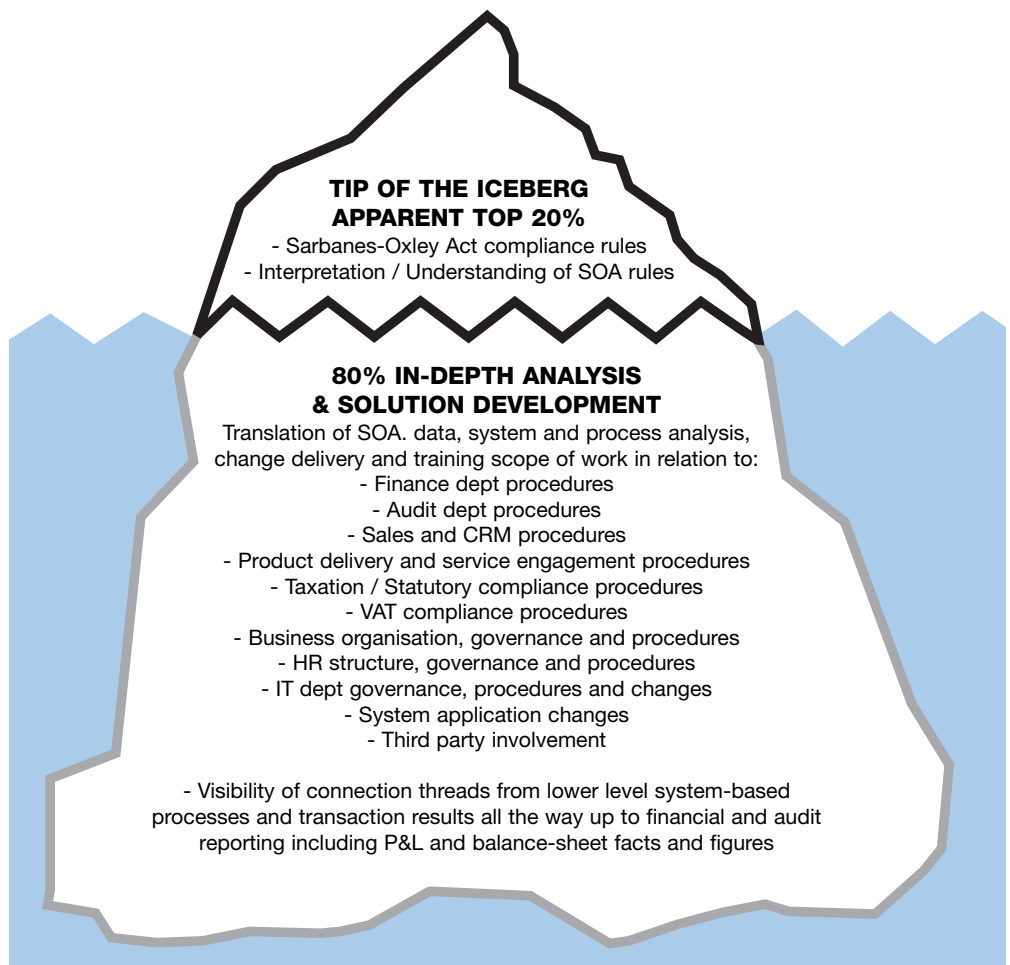 TIP OF THE ICEBERG
APPARENT TOP 20%
- Sarbanes-Oxley Act compliance rules
- Interpretation / Understanding of SOA rules
80% IN-DEPTH ANALYSIS
& SOLUTION DEVELOPMENT
Translation of SOA. data, system and process analysis,
change delivery and training scope of work in relation to:
- Finance dept procedures
- Audit dept procedures
- Sales and CRM procedures
- Product delivery and service engagement procedures
- Taxation / Statutory compliance procedures
- VAT compliance procedures
- Business organisation, governance and procedures
- HR structure, governance and procedures
- IT dept governance, procedures and changes
- System application changes
- Third party involvement
- Visibility of connection threads from lower level system-based
processes and transaction results all the way up to financial and audit
reporting including P&L and balance-sheet facts and figures